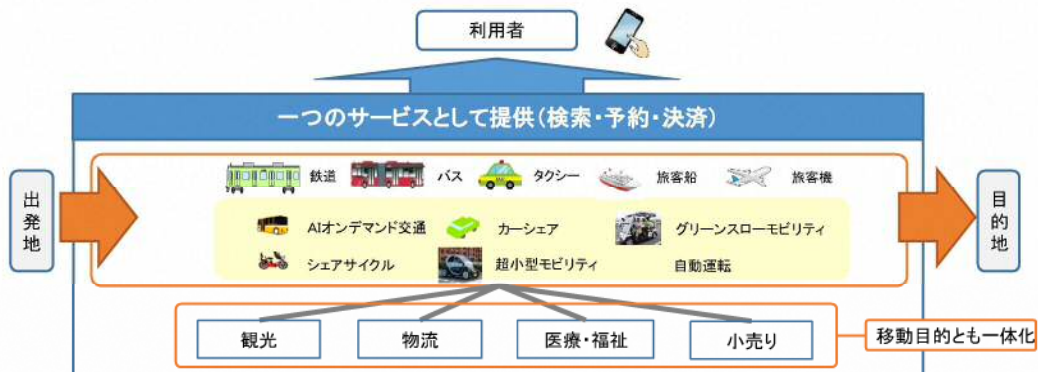 利用者
一つのサービスとして提供(検索・予約・決済)
出発地
鉄道 バス タクシー 旅客船 旅客機
AIオンデマンド交通 カーシェア グリーンスローモビリティ
シェアサイクル 超小型モビリティ 自動運転
目的地
観光 物流 医療・福祉 小売り
移動目的とも一体化